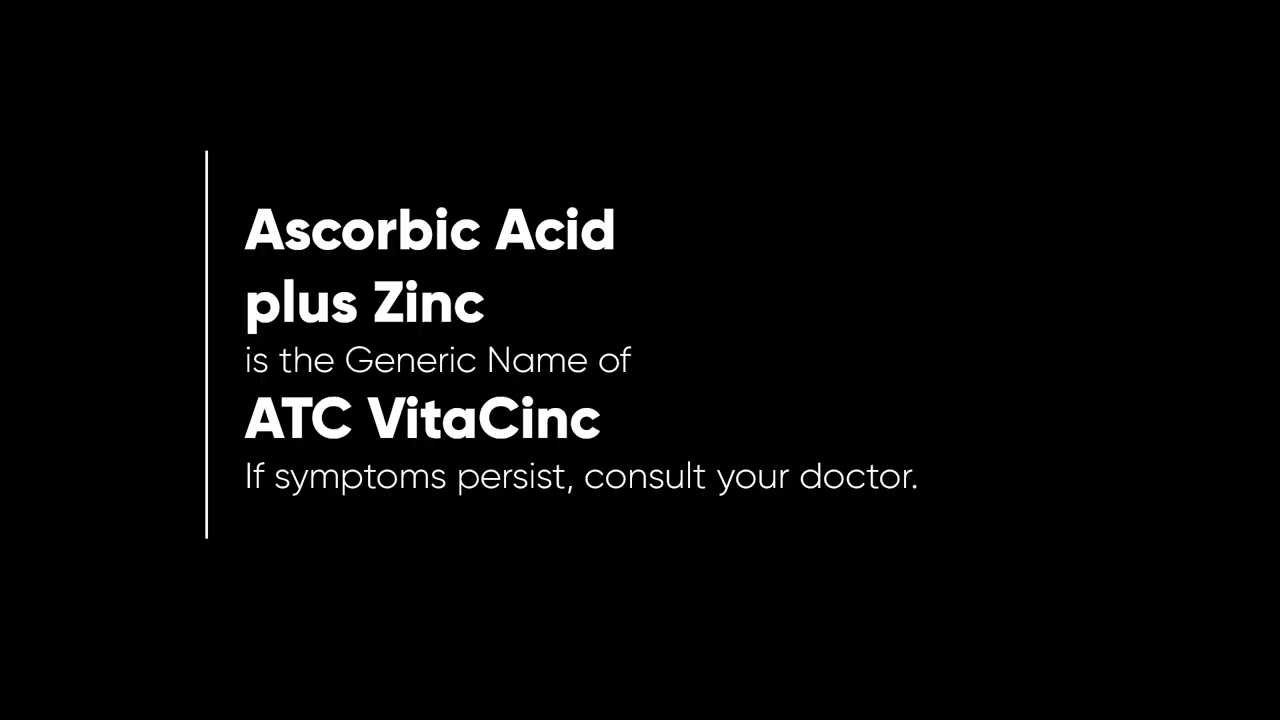 Ascorbic Acid
plus Zinc
is the Generic Name of
ATC VitaCinc
If symptoms persist, consult your doctor.